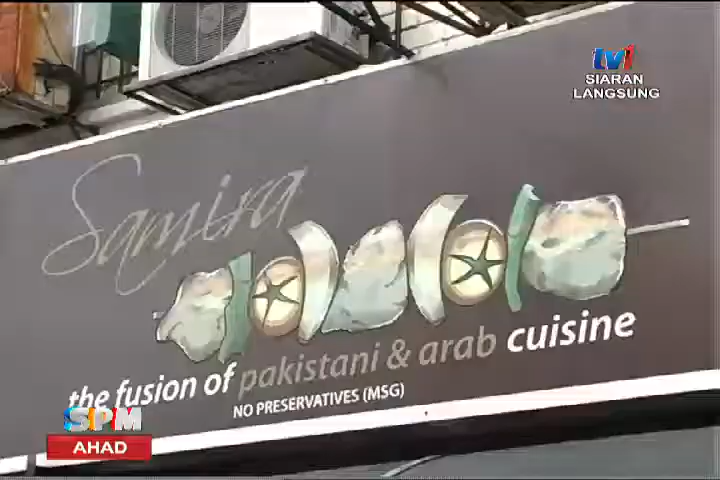 tv1
SIARAN
LANGSUNG
Samira
the fusion of pakistani & arab cuisine
NO PRESERVATIVES (MSG)
SPM
AHAD